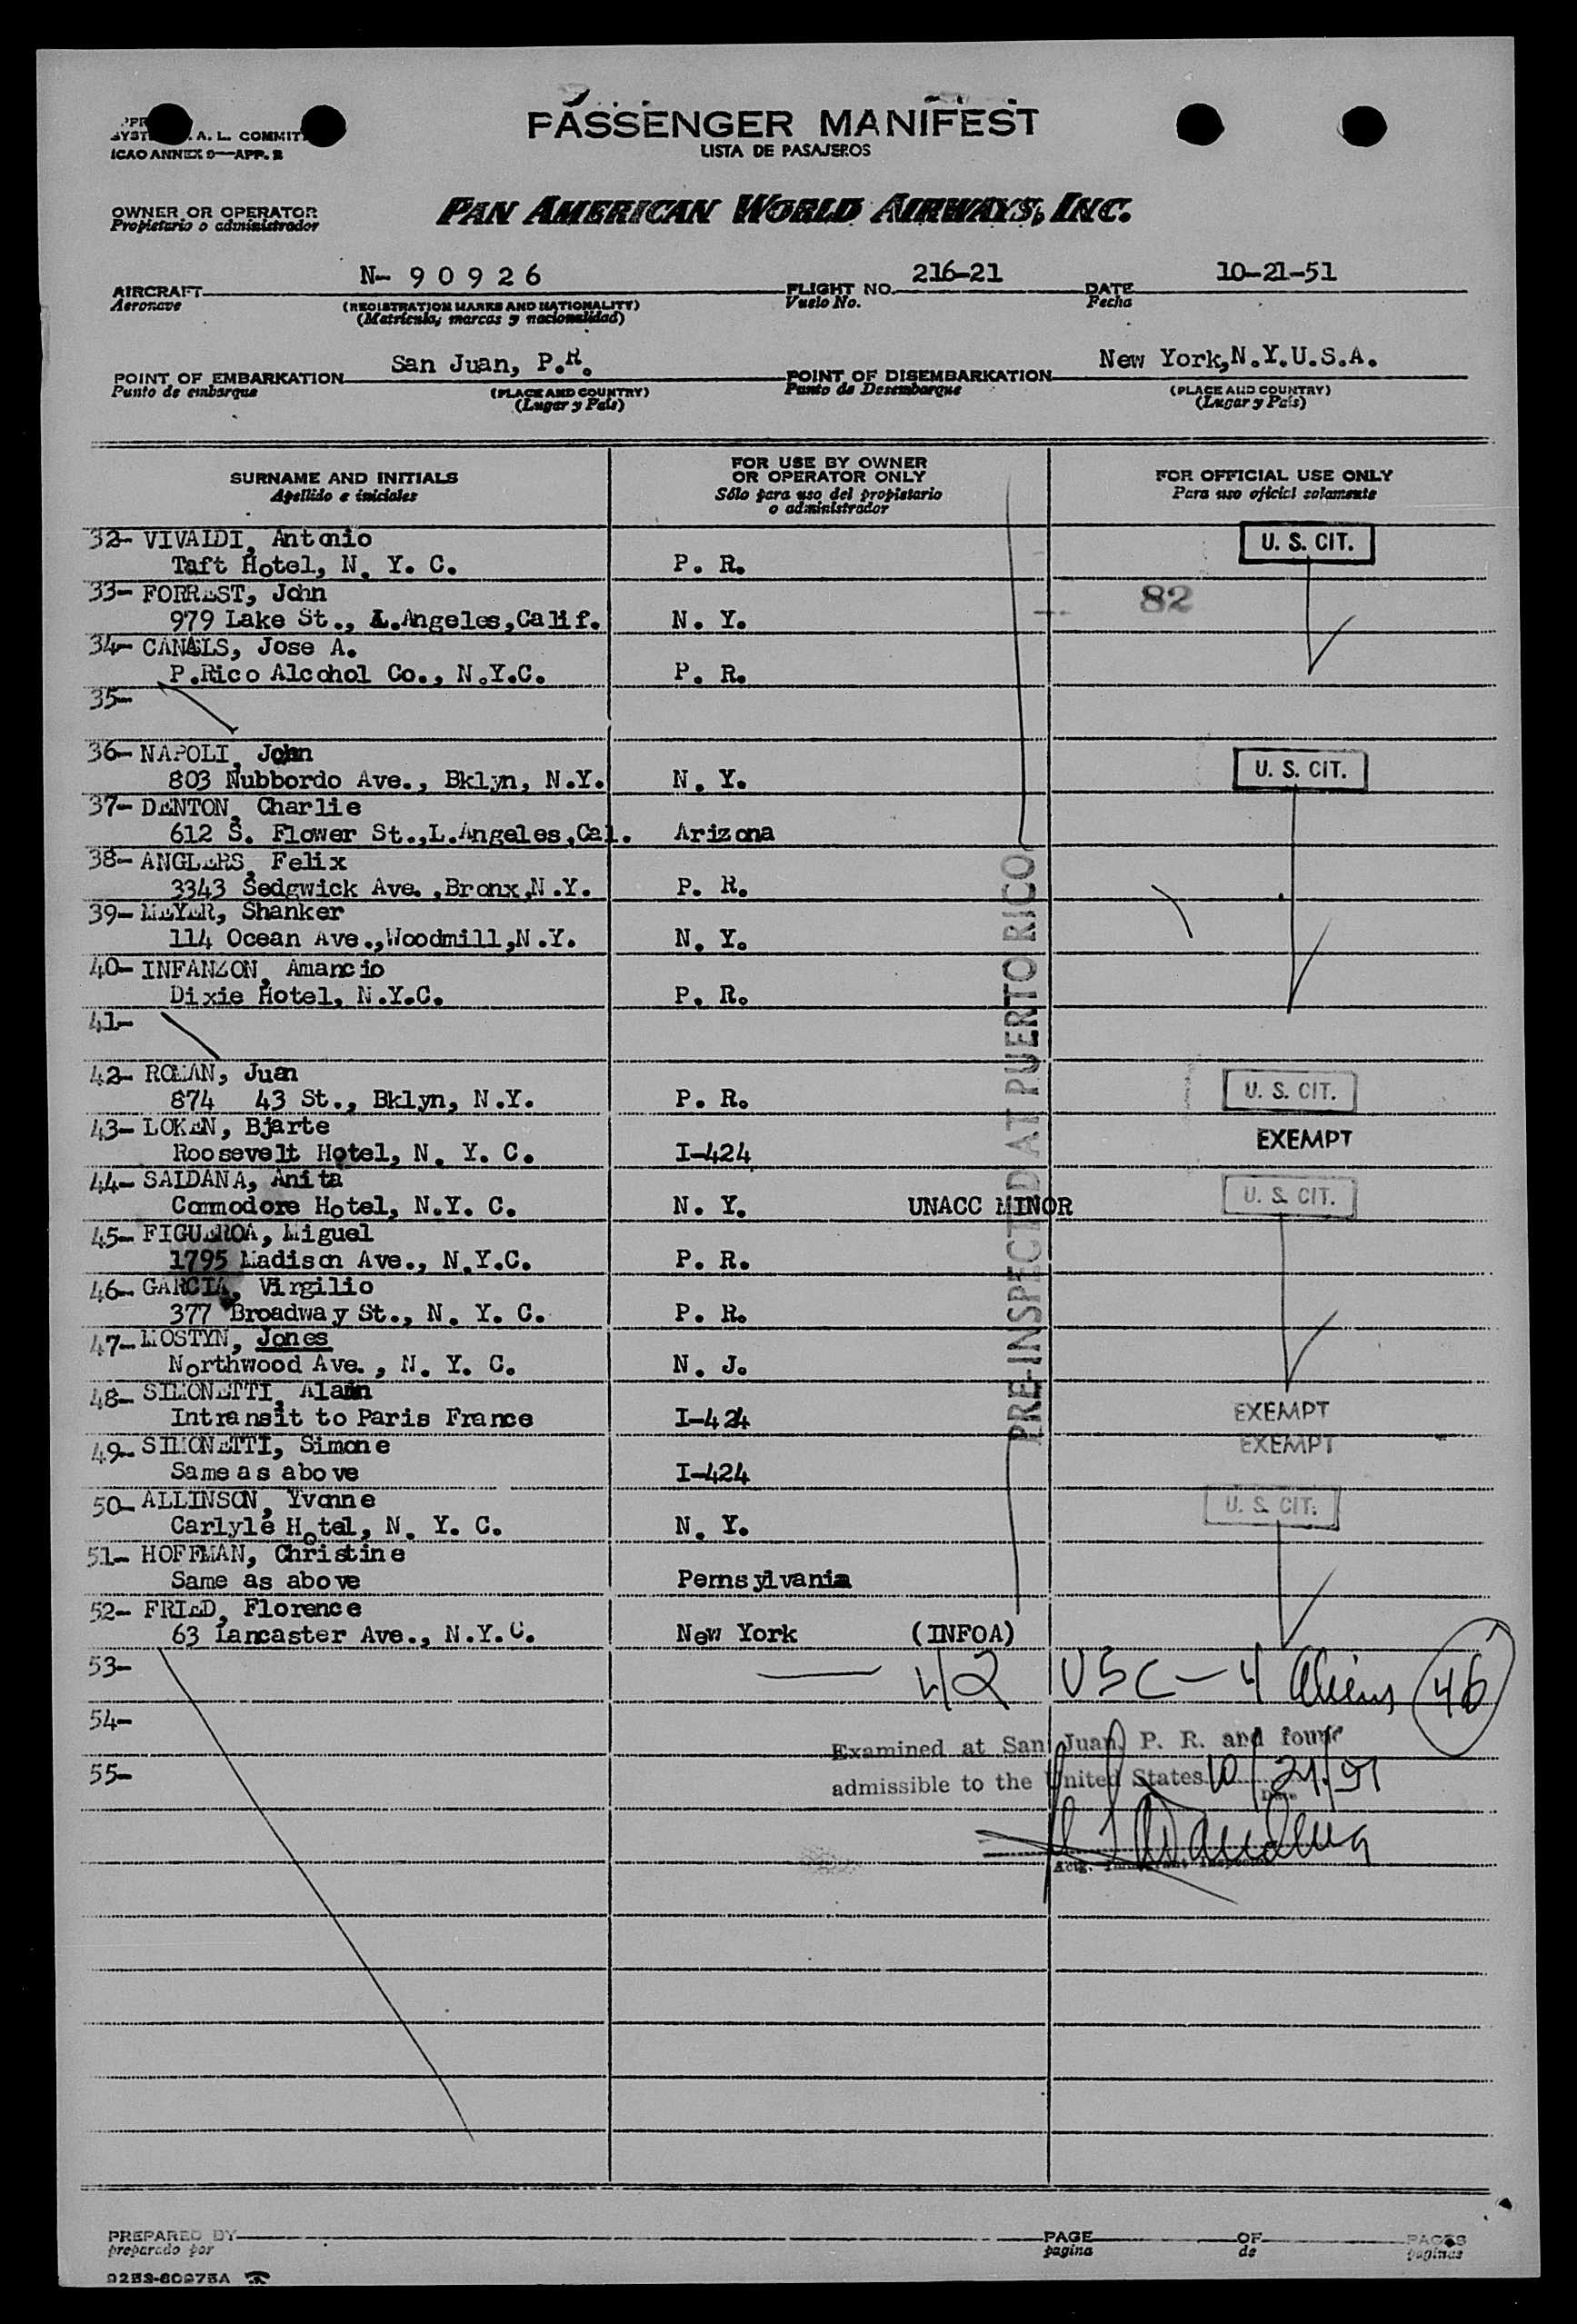 PASSENGER MANIFEST
LISTA DE PASAJEROS
A. L. COMMIT
ICAO ANNEX 9—APP. 2
OWNER OR OPERATOR
Propietario o administrador
PAN AMERICAN WORLD AIRWAYS, INC.
AIRCRAFT N- 90926 FLIGHT NO. 216-21 DATE 10-21-51
Aeronave (REGISTRATION MARKS AND NATIONALITY) Vuelo No. Fecha
(Matricula, marcas y nacionalidad)
POINT OF EMBARKATION San Juan, P.R. POINT OF DISEMBARKATION New York,N.Y.U.S.A.
Punto de embarque (PLACE AND COUNTRY) Punto de Desembarque (PLACE AND COUNTRY)
(Lugar y País) (Lugar y País)
SURNAME AND INITIALS FOR USE BY OWNER OR OPERATOR ONLY FOR OFFICIAL USE ONLY
Apellido e iniciales Sólo para uso del propietario o administrador Para uso oficial solamente
32- VIVALDI, Antonio U. S. CIT.
Taft Hotel, N. Y. C. P. R.
33- FORREST, John 82
979 Lake St., L.Angeles,Calif. N. Y.
34- CANALS, Jose A.
P.Rico Alcohol Co., N.Y.C. P. R.
35-
36- NAPOLI, John U. S. CIT.
803 Nubbordo Ave., Bklyn, N.Y. N. Y.
37- DENTON, Charlie
612 S. Flower St.,L.Angeles,Cal. Arizona
38- ANGLERS, Felix
3343 Sedgwick Ave.,Bronx,N.Y. P. R.
39- MEYER, Shanker
114 Ocean Ave.,Woodmill,N.Y. N. Y.
40- INFANZON, Amancio
Dixie Hotel, N.Y.C. P. R.
41-
42- ROMAN, Juan U. S. CIT.
874 43 St., Bklyn, N.Y. P. R.
43- LOKEN, Bjarte EXEMPT
Roosevelt Hotel, N. Y. C. I-424
44- SALDANA, Anita U. S. CIT.
Commodore Hotel, N.Y. C. N. Y. UNACC MINOR
45- FIGUEROA, Miguel
1795 Madison Ave., N.Y.C. P. R.
46- GARCIA, Virgilio
377 Broadway St., N. Y. C. P. R.
47- MOSTYN, Jones
Northwood Ave., N. Y. C. N. J.
48- SIMONETTI, Alain EXEMPT
Intransit to Paris France I-424
49- SIMONETTI, Simone EXEMPT
Same as above I-424
50- ALLINSON, Yvonne U. S. CIT.
Carlyle Hotel, N. Y. C. N. Y.
51- HOFFMAN, Christine
Same as above Pennsylvania
52- FRIED, Florence
63 Lancaster Ave., N.Y.C. New York (INFOA)
PRE-INSPECTED AT PUERTO RICO
53- 42 USC — 4 Aliens 46
54-
Examined at San Juan, P. R. and found
55-
admissible to the United States 10/21/51
Date
PREPARED BY PAGE OF PAGES
preparado por pagina de paginas